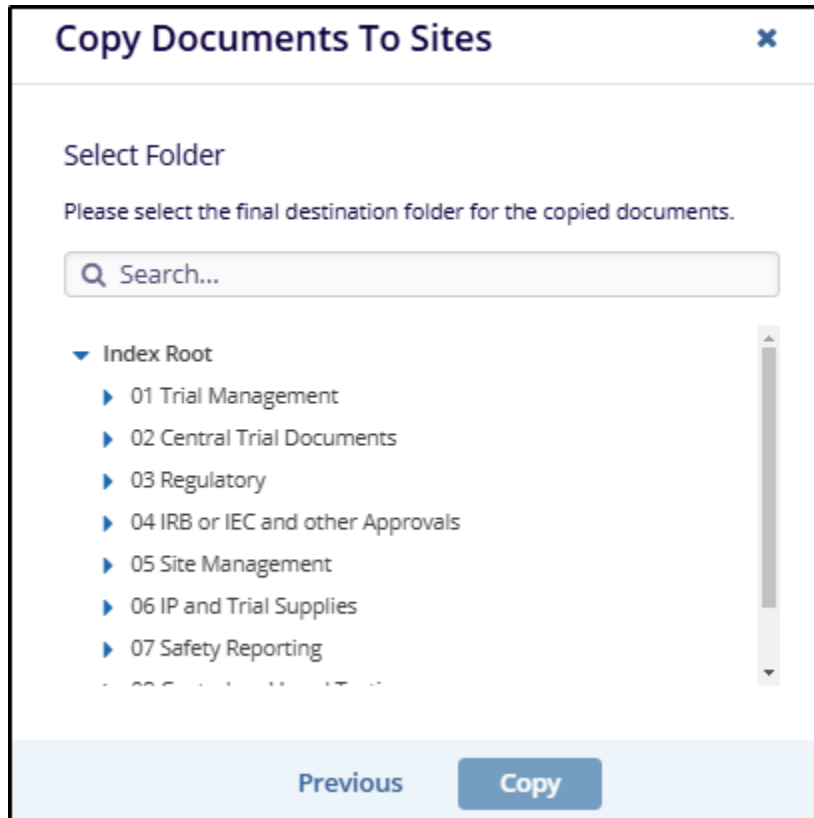 Copy Documents To Sites
Select Folder
Please select the final destination folder for the copied documents.
Search...
Index Root
01 Trial Management
02 Central Trial Documents
03 Regulatory
04 IRB or IEC and other Approvals
05 Site Management
06 IP and Trial Supplies
07 Safety Reporting
Previous
Copy